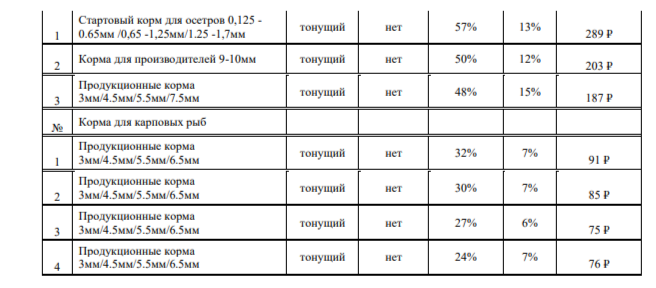 1 Стартовый корм для осетров 0,125 - тонущий нет 57% 13% 289 ₽
0.65мм /0,65 -1,25мм/1.25 -1,7мм
2 Корма для производителей 9-10мм тонущий нет 50% 12% 203 ₽
3 Продукционные корма тонущий нет 48% 15% 187 ₽
3мм/4.5мм/5.5мм/7.5мм
№ Корма для карповых рыб
1 Продукционные корма тонущий нет 32% 7% 91 ₽
3мм/4.5мм/5.5мм/6.5мм
2 Продукционные корма тонущий нет 30% 7% 85 ₽
3мм/4.5мм/5.5мм/6.5мм
3 Продукционные корма тонущий нет 27% 6% 75 ₽
3мм/4.5мм/5.5мм/6.5мм
4 Продукционные корма тонущий нет 24% 7% 76 ₽
3мм/4.5мм/5.5мм/6.5мм